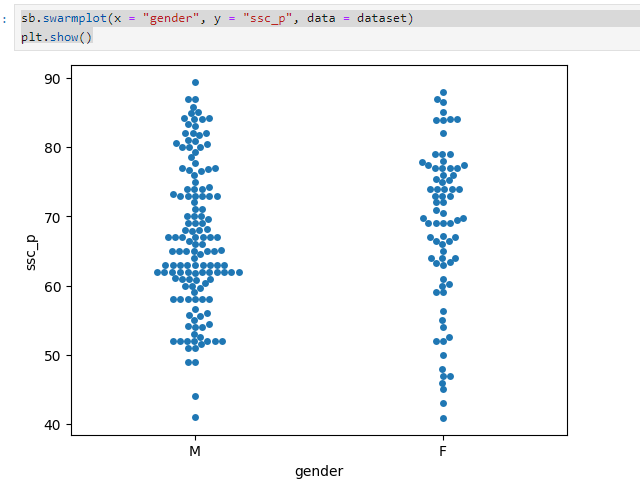 :
sb.swarmplot(x = "gender", y = "ssc_p", data = dataset)
plt.show()
90
80
70
60
50
40
ssc_p
M
F
gender